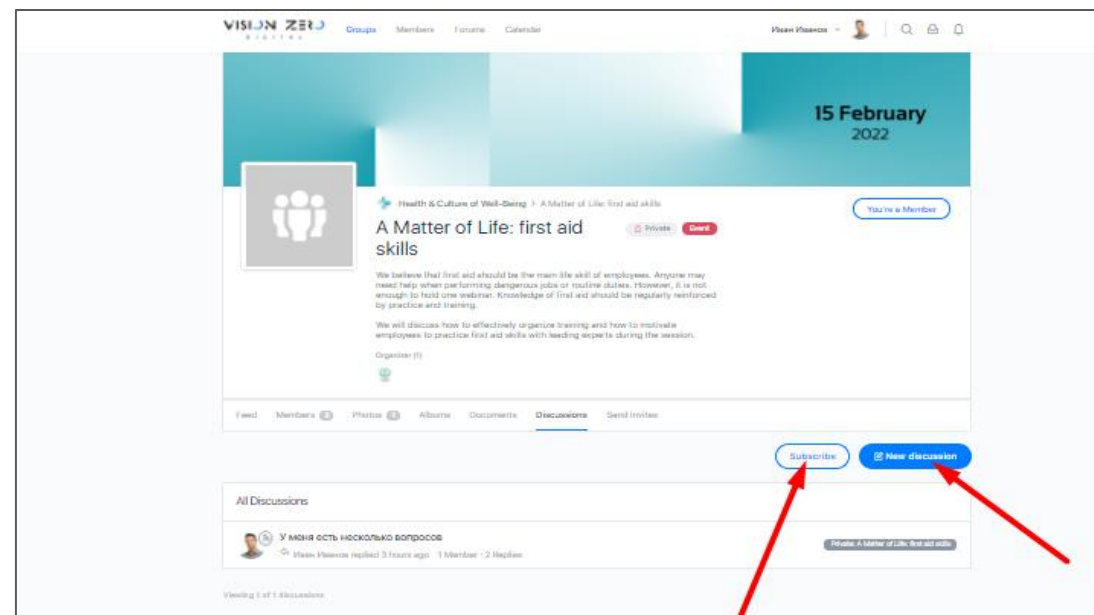 VISION ZERO
DIGITAL
Groups Members Forums Calendar
Иван Иванов
15 February
2022
Health & Culture of Well-Being > A Matter of Life: first aid skills
You're a Member
A Matter of Life: first aid
skills
Private Event
We believe that first aid should be the main life skill of employees. Anyone may
need help when performing dangerous jobs or routine duties. However, it is not
enough to hold one webinar. Knowledge of first aid should be regularly reinforced
by practice and training.
We will discuss how to effectively organize training and how to motivate
employees to practice first aid skills with leading experts during the session.
Organizer (1)
Feed Members Photos Albums Documents Discussions Send Invites
Subscribe New discussion
All Discussions
У меня есть несколько вопросов
Иван Иванов replied 3 hours ago · 1 Member · 2 Replies
Private: A Matter of Life: first aid skills
Viewing 1 of 1 discussions